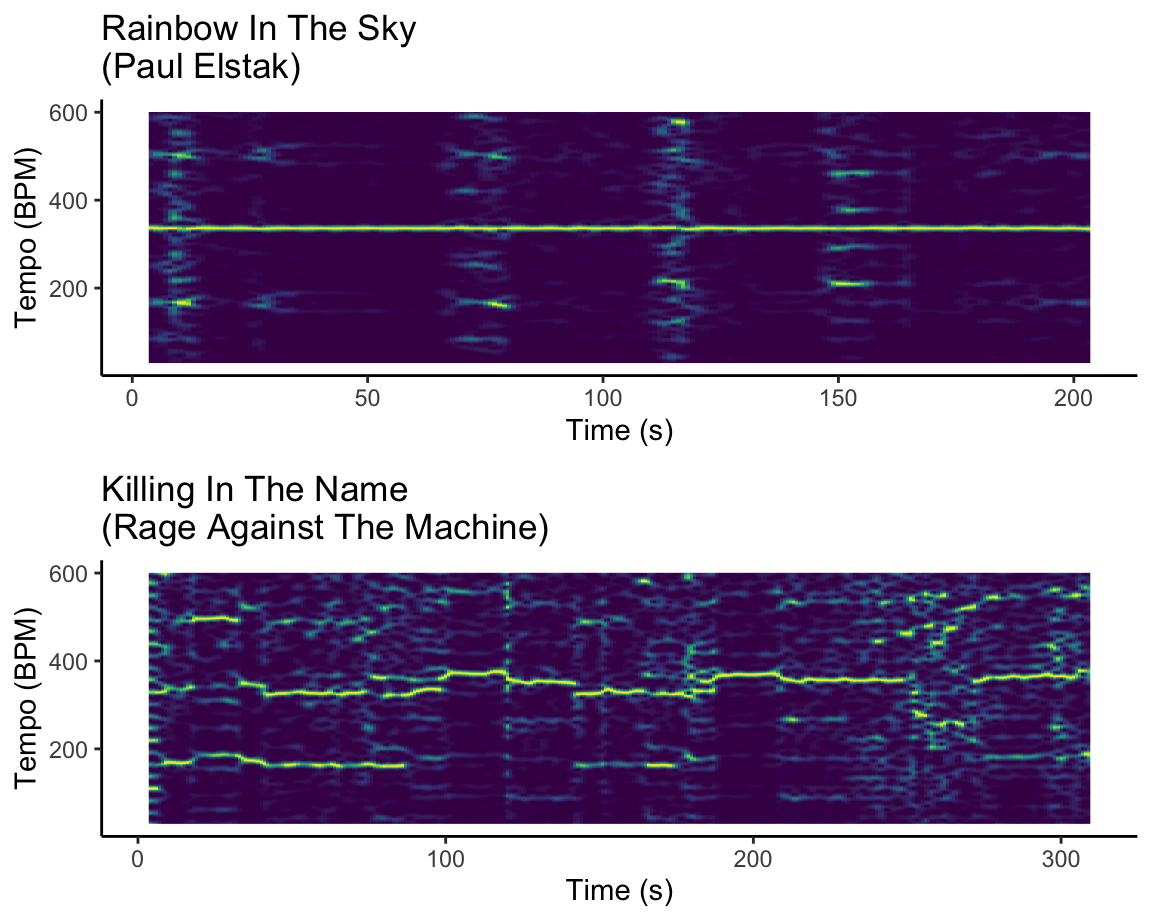 Rainbow In The Sky
(Paul Elstak)
600
400
200
Tempo (BPM)
0 50 100 150 200
Time (s)
Killing In The Name
(Rage Against The Machine)
600
400
200
Tempo (BPM)
0 100 200 300
Time (s)